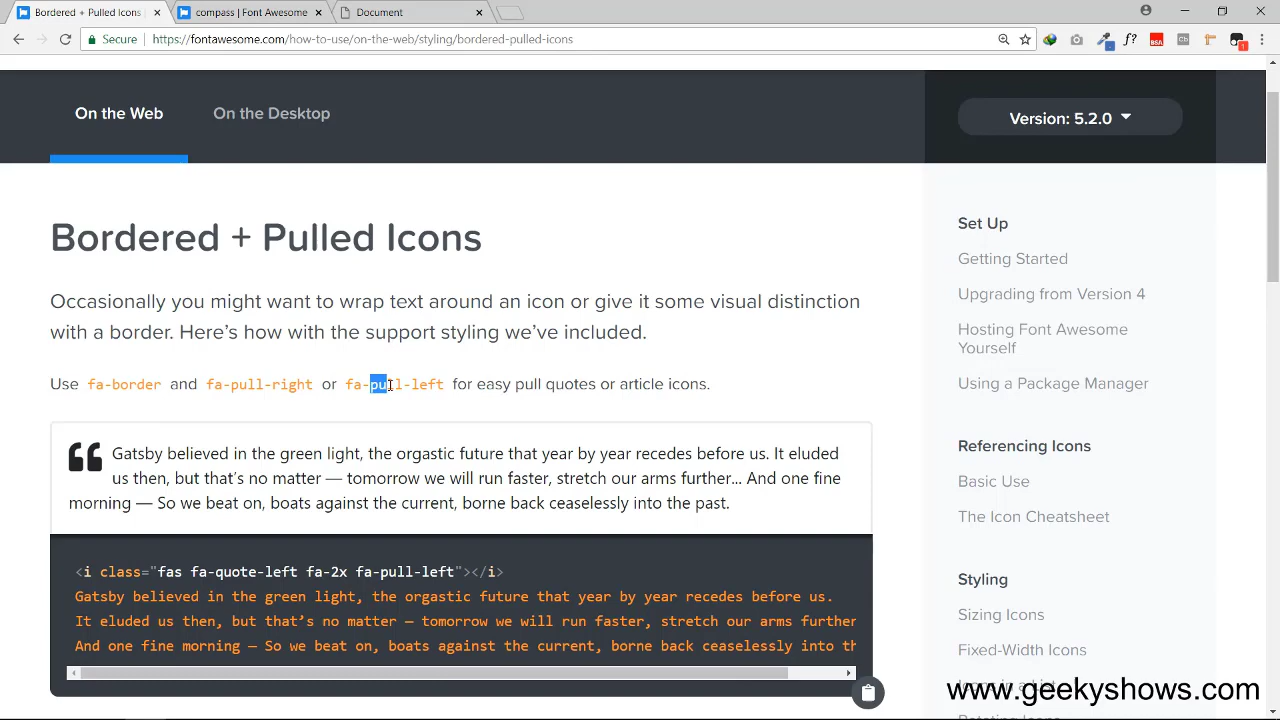 Bordered + Pulled Icons
compass | Font Awesome
Document
Secure
https://fontawesome.com/how-to-use/on-the-web/styling/bordered-pulled-icons
On the Web
On the Desktop
Version: 5.2.0
Bordered + Pulled Icons
Occasionally you might want to wrap text around an icon or give it some visual distinction
with a border. Here’s how with the support styling we’ve included.
Use fa-border and fa-pull-right or fa-pull-left for easy pull quotes or article icons.
Gatsby believed in the green light, the orgastic future that year by year recedes before us. It eluded
us then, but that’s no matter — tomorrow we will run faster, stretch our arms further... And one fine
morning — So we beat on, boats against the current, borne back ceaselessly into the past.
<i class="fas fa-quote-left fa-2x fa-pull-left"></i>
Gatsby believed in the green light, the orgastic future that year by year recedes before us.
It eluded us then, but that’s no matter — tomorrow we will run faster, stretch our arms further
And one fine morning — So we beat on, boats against the current, borne back ceaselessly into th
Set Up
Getting Started
Upgrading from Version 4
Hosting Font Awesome
Yourself
Using a Package Manager
Referencing Icons
Basic Use
The Icon Cheatsheet
Styling
Sizing Icons
Fixed-Width Icons
www.geekyshows.com